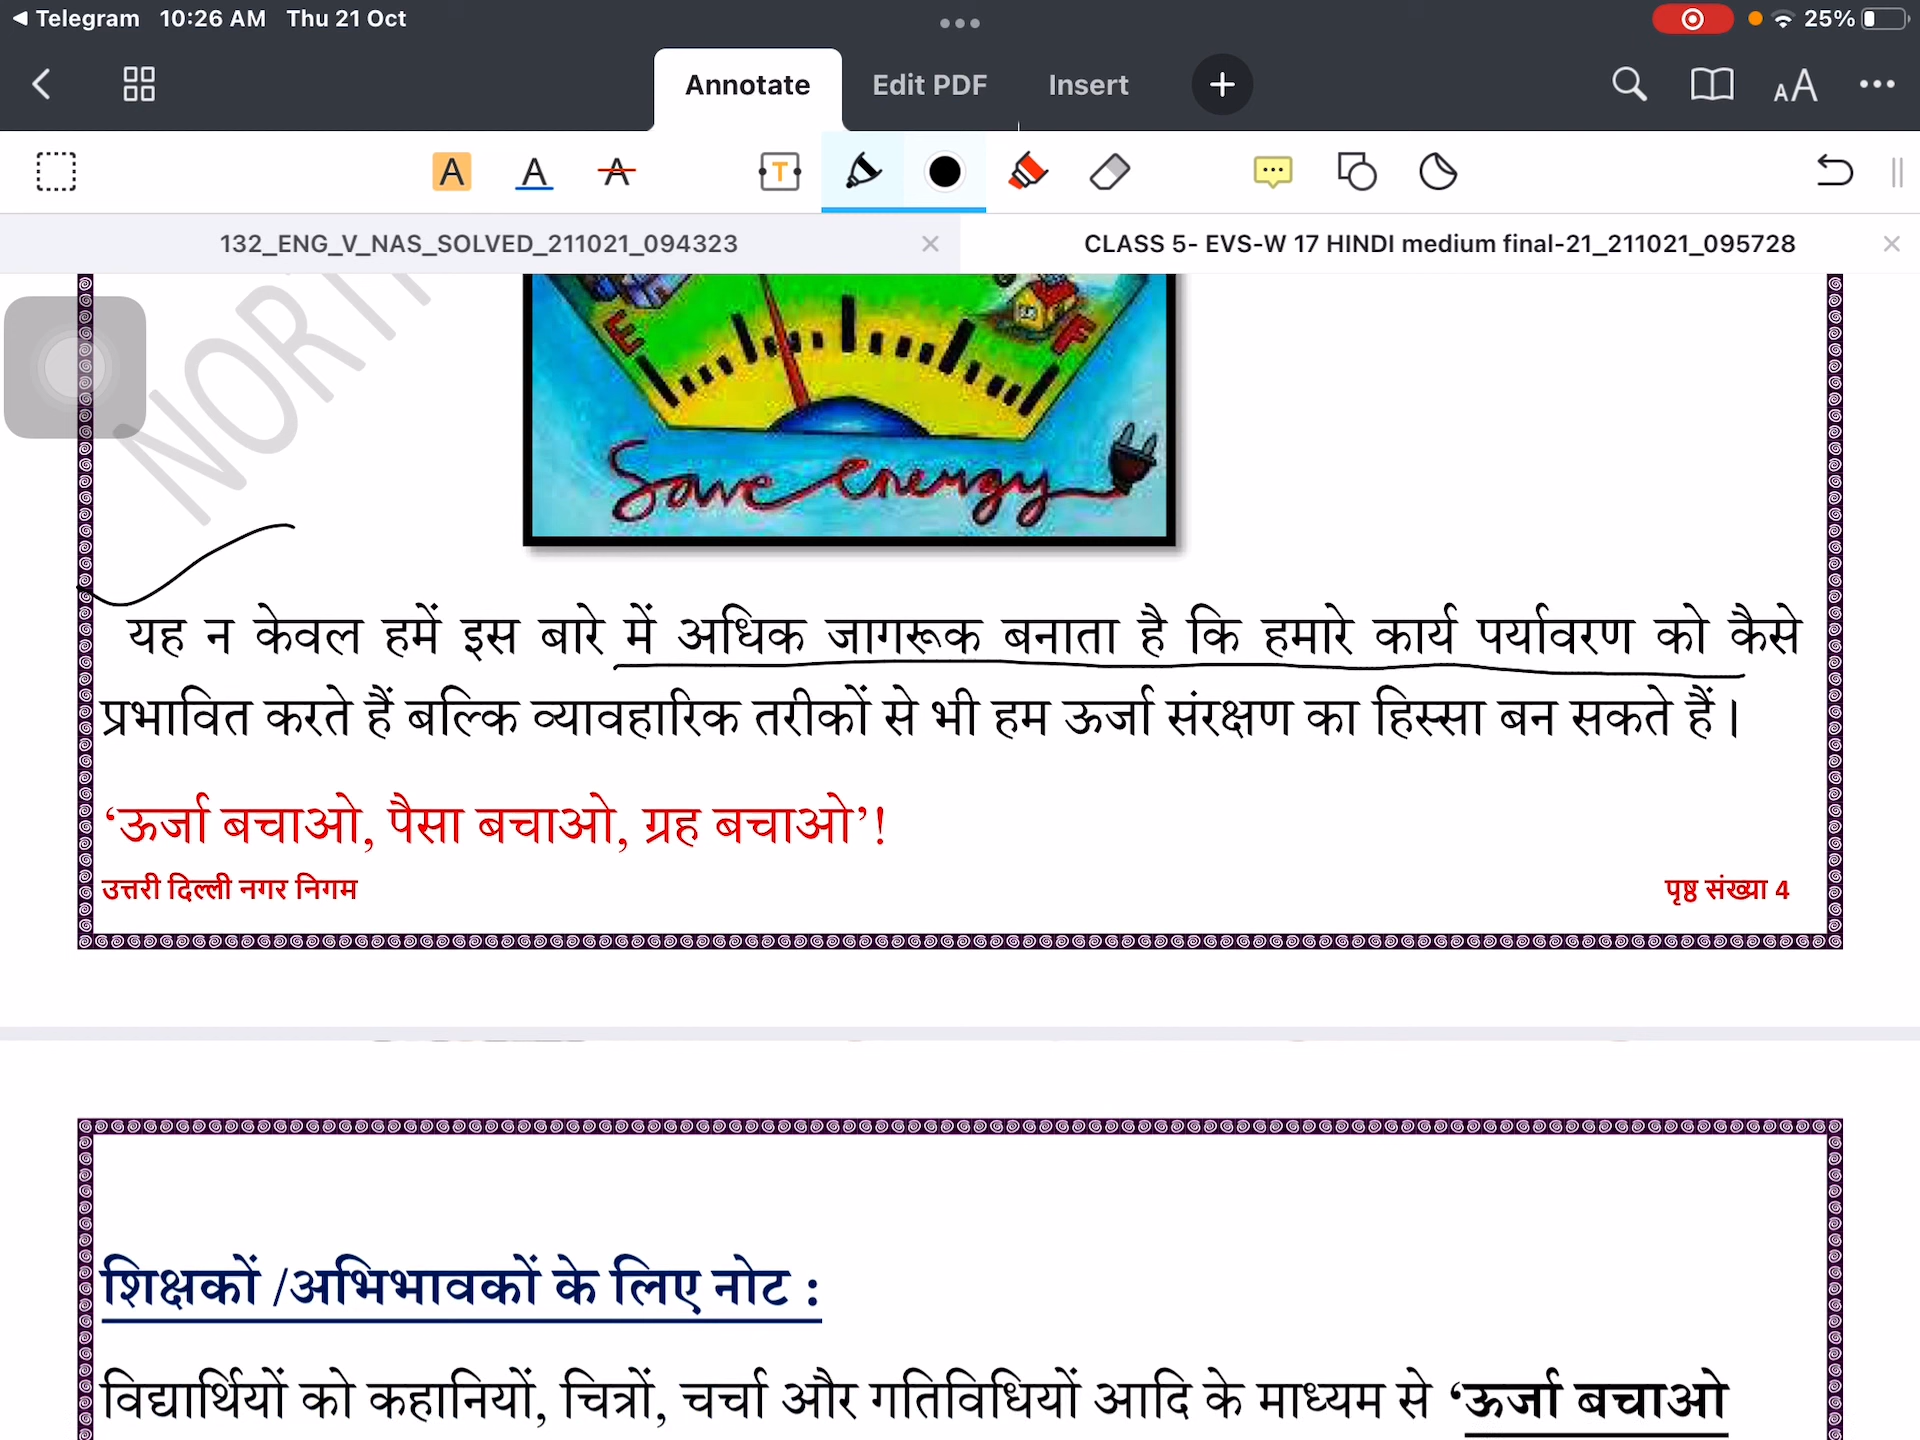 Telegram 10:26 AM Thu 21 Oct 25%
Annotate Edit PDF Insert
132_ENG_V_NAS_SOLVED_211021_094323
CLASS 5- EVS-W 17 HINDI medium final-21_211021_095728
NORT
E F
Save energy
यह न केवल हमें इस बारे में अधिक जागरूक बनाता है कि हमारे कार्य पर्यावरण को कैसे
प्रभावित करते हैं बल्कि व्यावहारिक तरीकों से भी हम ऊर्जा संरक्षण का हिस्सा बन सकते हैं।
‘ऊर्जा बचाओ, पैसा बचाओ, ग्रह बचाओ’!
उत्तरी दिल्ली नगर निगम
पृष्ठ संख्या 4
शिक्षकों /अभिभावकों के लिए नोट :
विद्यार्थियों को कहानियों, चित्रों, चर्चा और गतिविधियों आदि के माध्यम से ‘ऊर्जा बचाओ